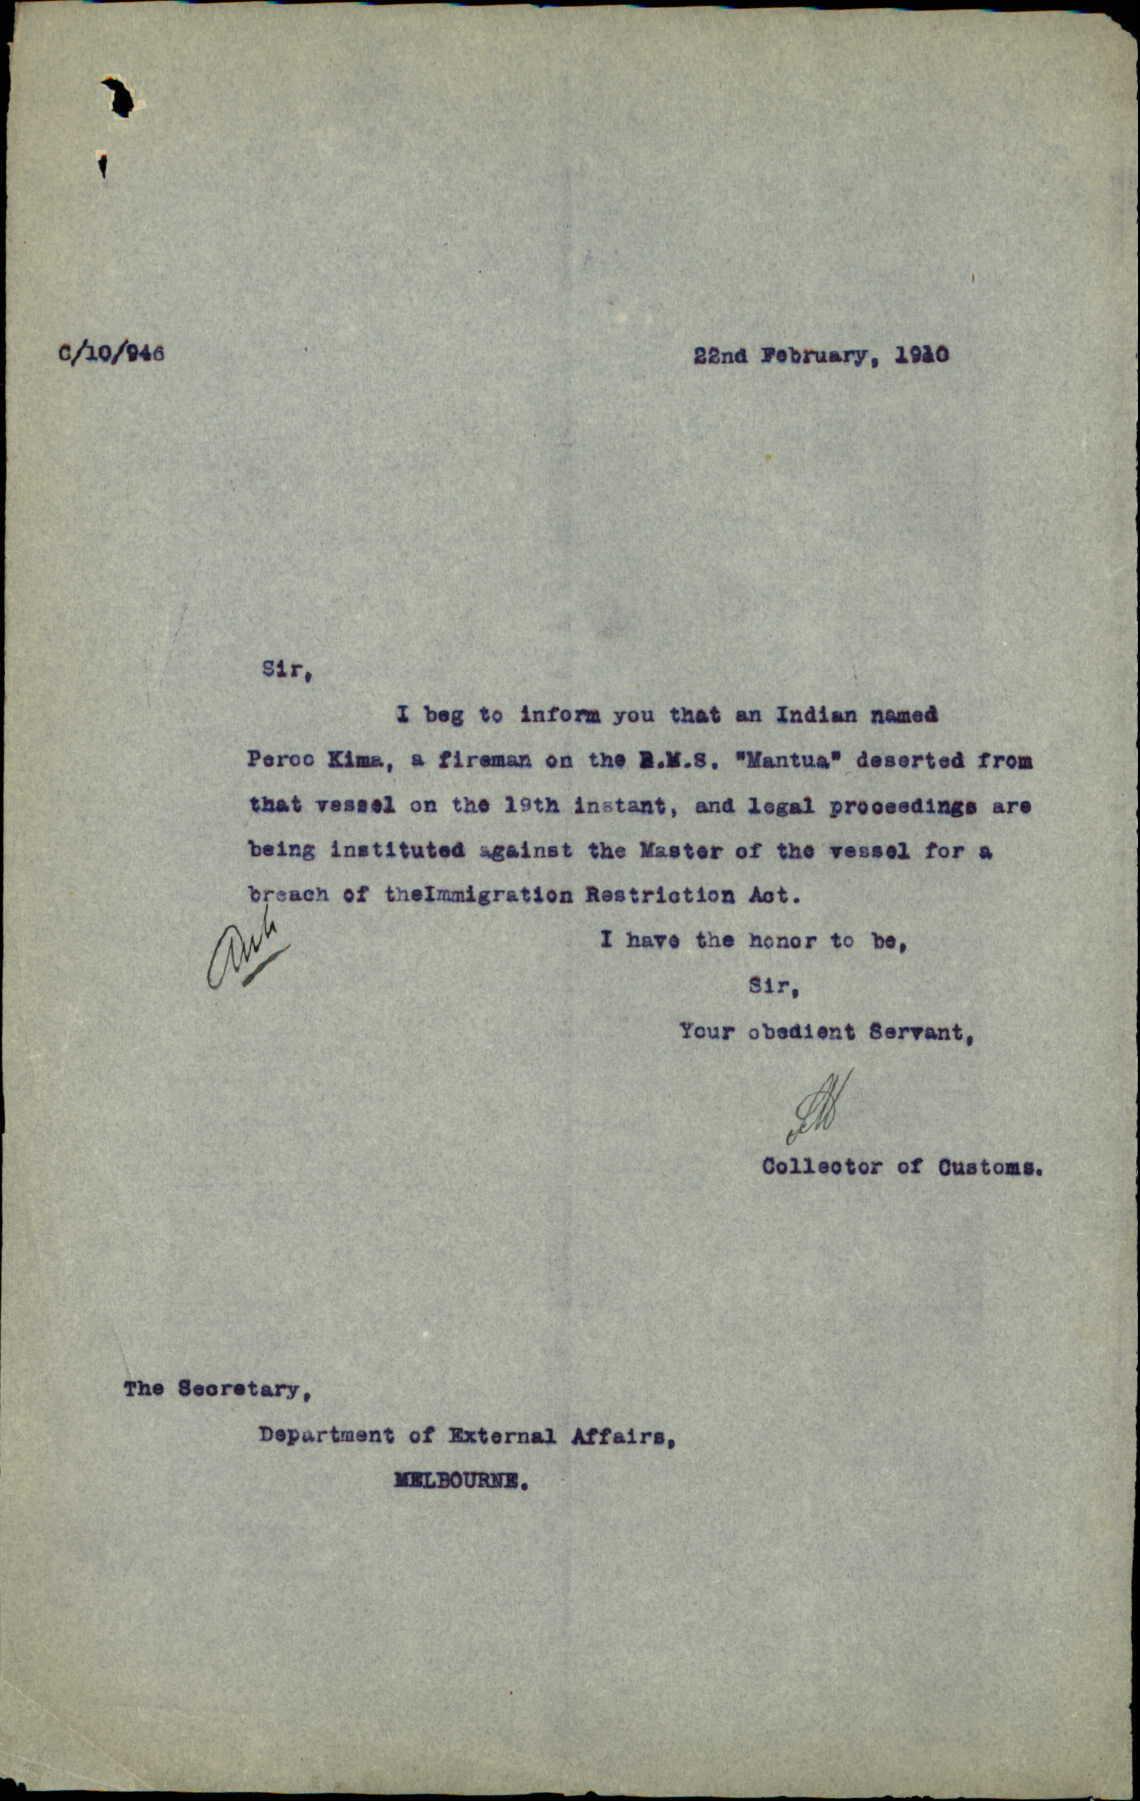 C/10/946
22nd February, 1910
Sir,
I beg to inform you that an Indian named
Peroo Kima, a fireman on the R.M.S. "Mantua" deserted from
that vessel on the 19th instant, and legal proceedings are
being instituted against the Master of the vessel for a
breach of theImmigration Restriction Act.
I have the honor to be,
Sir,
Your obedient Servant,
Collector of Customs.
The Secretary,
Department of External Affairs,
MELBOURNE.